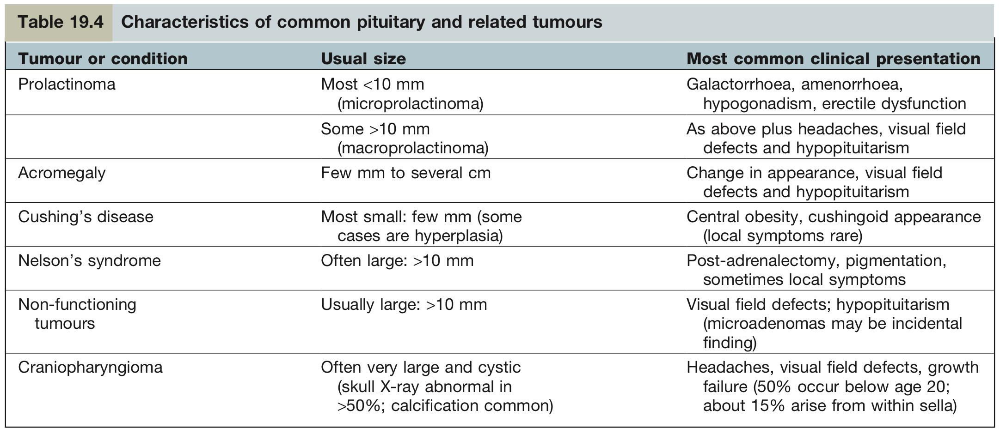 Table 19.4 Characteristics of common pituitary and related tumours
Tumour or condition Usual size Most common clinical presentation
Prolactinoma Most <10 mm Galactorrhoea, amenorrhoea,
(microprolactinoma) hypogonadism, erectile dysfunction
Some >10 mm As above plus headaches, visual field
(macroprolactinoma) defects and hypopituitarism
Acromegaly Few mm to several cm Change in appearance, visual field
defects and hypopituitarism
Cushing’s disease Most small: few mm (some Central obesity, cushingoid appearance
cases are hyperplasia) (local symptoms rare)
Nelson’s syndrome Often large: >10 mm Post-adrenalectomy, pigmentation,
sometimes local symptoms
Non-functioning Usually large: >10 mm Visual field defects; hypopituitarism
tumours (microadenomas may be incidental
finding)
Craniopharyngioma Often very large and cystic Headaches, visual field defects, growth
(skull X-ray abnormal in failure (50% occur below age 20;
>50%; calcification common) about 15% arise from within sella)